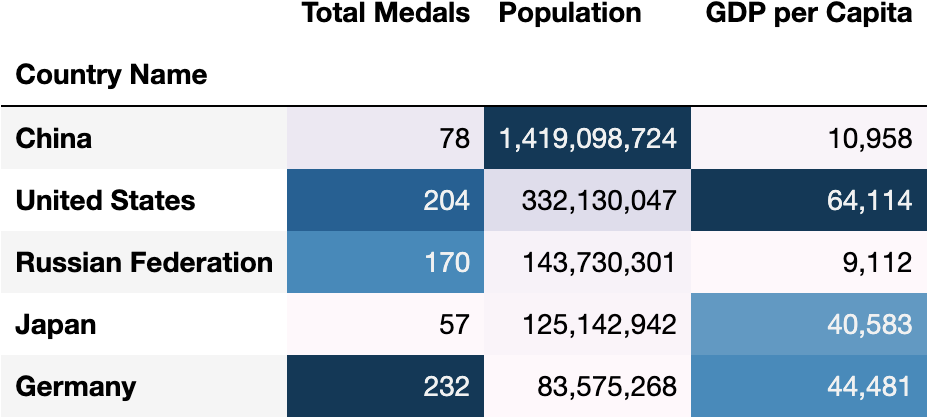 Total Medals Population GDP per Capita
Country Name
China 78 1,419,098,724 10,958
United States 204 332,130,047 64,114
Russian Federation 170 143,730,301 9,112
Japan 57 125,142,942 40,583
Germany 232 83,575,268 44,481